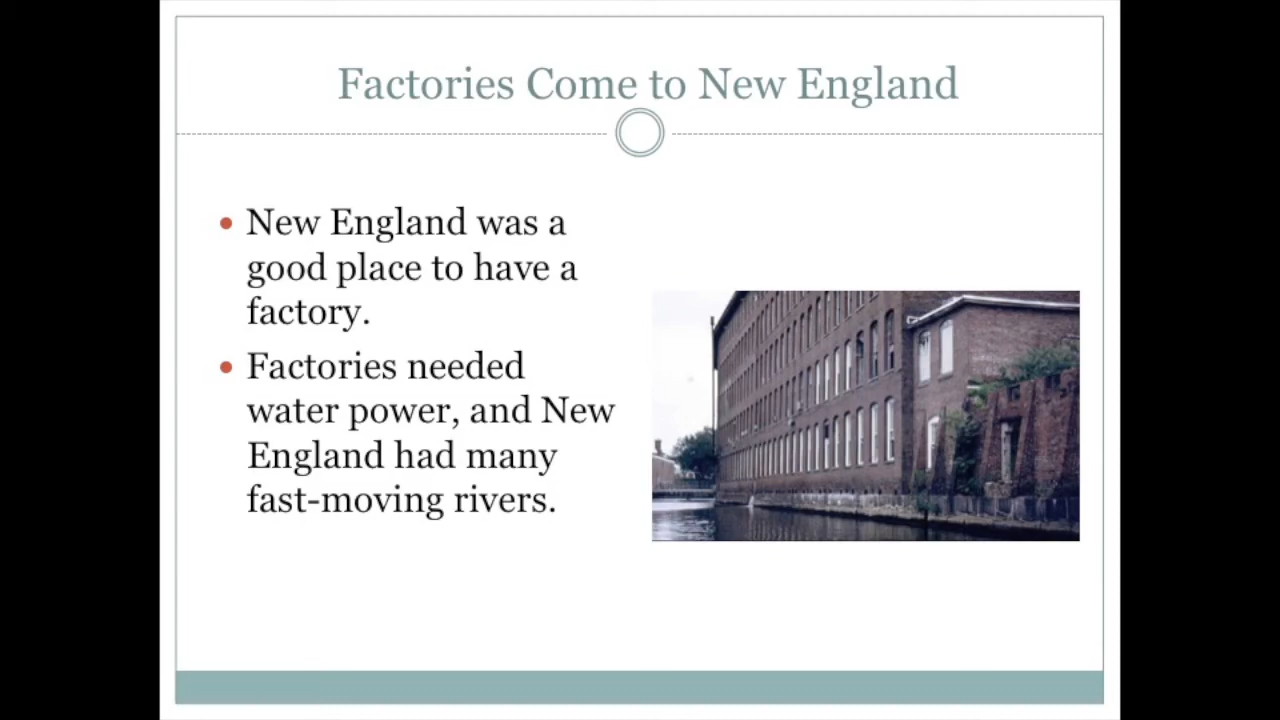 Factories Come to New England
New England was a
good place to have a
factory.
Factories needed
water power, and New
England had many
fast-moving rivers.